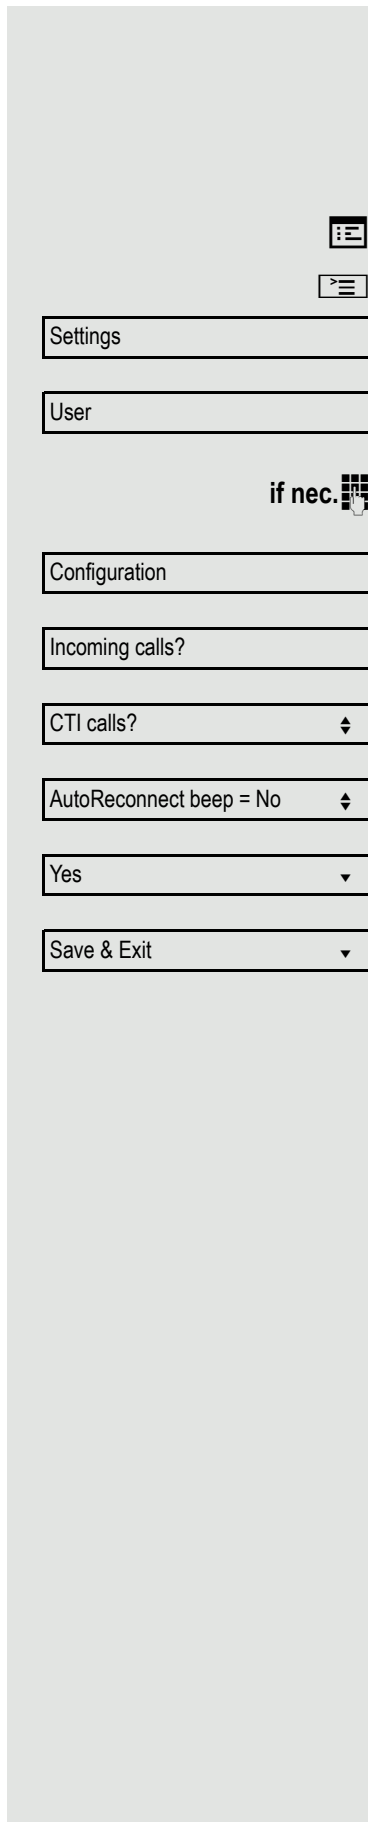 Settings
User
if nec.
Configuration
Incoming calls?
CTI calls?
AutoReconnect beep = No
Yes
Save & Exit